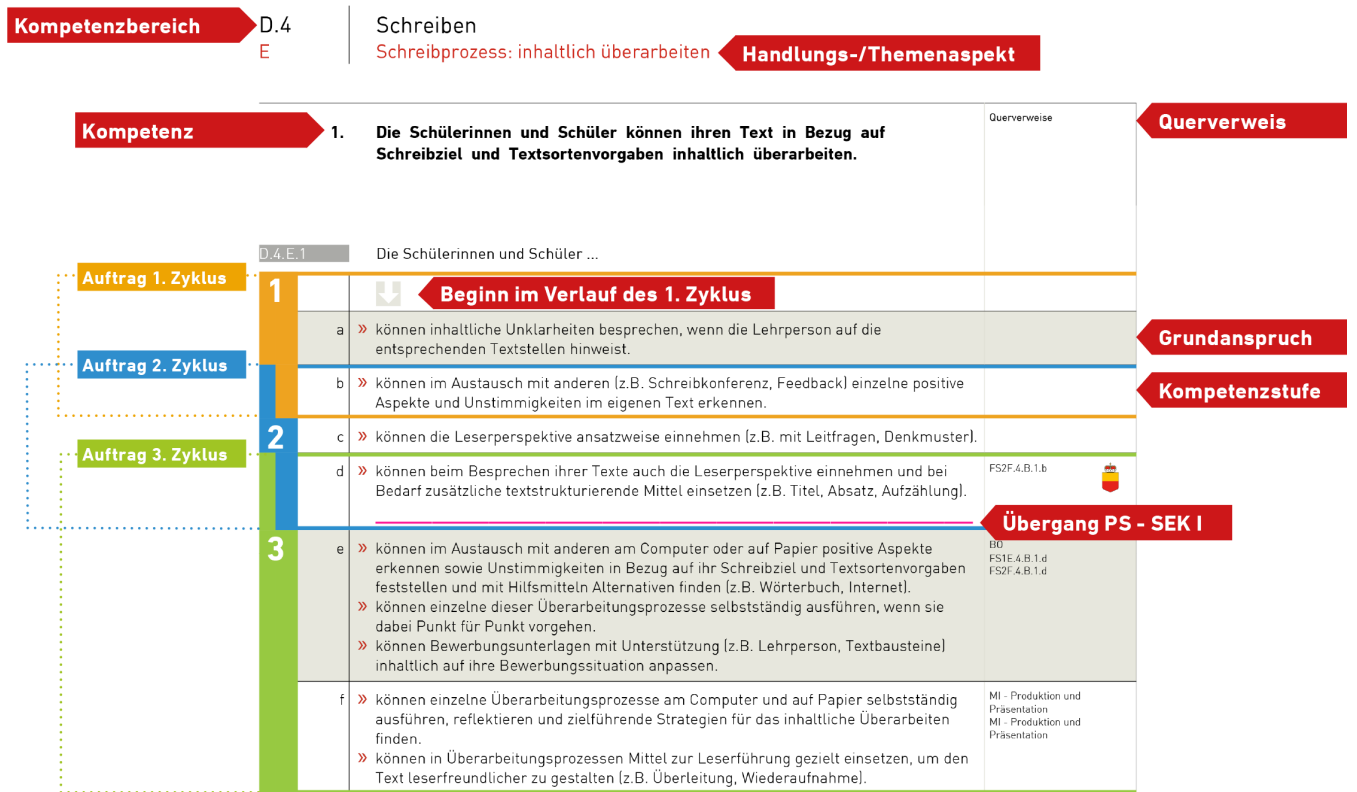 Kompetenzbereich
D.4
Schreiben
E
Schreibprozess: inhaltlich überarbeiten
Handlungs-/Themenaspekt
Kompetenz
1.
Die Schülerinnen und Schüler können ihren Text in Bezug auf
Schreibziel und Textsortenvorgaben inhaltlich überarbeiten.
Querverweise
Querverweis
D.4.E.1
Die Schülerinnen und Schüler ...
Auftrag 1. Zyklus
1
Beginn im Verlauf des 1. Zyklus
a » können inhaltliche Unklarheiten besprechen, wenn die Lehrperson auf die
entsprechenden Textstellen hinweist.
Grundanspruch
Auftrag 2. Zyklus
b » können im Austausch mit anderen (z.B. Schreibkonferenz, Feedback) einzelne positive
Aspekte und Unstimmigkeiten im eigenen Text erkennen.
Kompetenzstufe
2
c » können die Leserperspektive ansatzweise einnehmen (z.B. mit Leitfragen, Denkmuster).
Auftrag 3. Zyklus
d » können beim Besprechen ihrer Texte auch die Leserperspektive einnehmen und bei
Bedarf zusätzliche textstrukturierende Mittel einsetzen (z.B. Titel, Absatz, Aufzählung).
FS2F.4.B.1.b
Übergang PS - SEK I
3
e » können im Austausch mit anderen am Computer oder auf Papier positive Aspekte
erkennen sowie Unstimmigkeiten in Bezug auf ihr Schreibziel und Textsortenvorgaben
feststellen und mit Hilfsmitteln Alternativen finden (z.B. Wörterbuch, Internet).
» können einzelne dieser Überarbeitungsprozesse selbstständig ausführen, wenn sie
dabei Punkt für Punkt vorgehen.
» können Bewerbungsunterlagen mit Unterstützung (z.B. Lehrperson, Textbausteine)
inhaltlich auf ihre Bewerbungssituation anpassen.
BO
FS1E.4.B.1.d
FS2F.4.B.1.d
f » können einzelne Überarbeitungsprozesse am Computer und auf Papier selbstständig
ausführen, reflektieren und zielführende Strategien für das inhaltliche Überarbeiten
finden.
» können in Überarbeitungsprozessen Mittel zur Leserführung gezielt einsetzen, um den
Text leserfreundlicher zu gestalten (z.B. Überleitung, Wiederaufnahme).
MI - Produktion und
Präsentation
MI - Produktion und
Präsentation